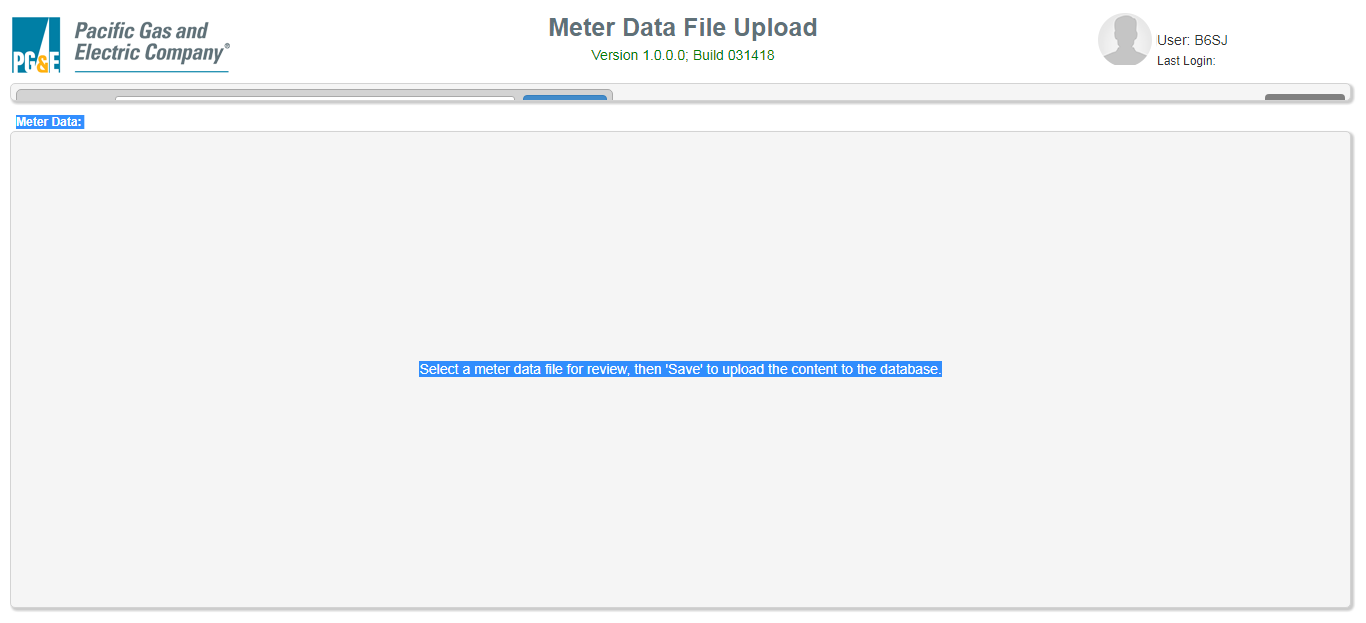 PG&E
Pacific Gas and
Electric Company®
Meter Data File Upload
Version 1.0.0.0; Build 031418
User: B6SJ
Last Login:
Meter Data:
Select a meter data file for review, then 'Save' to upload the content to the database.